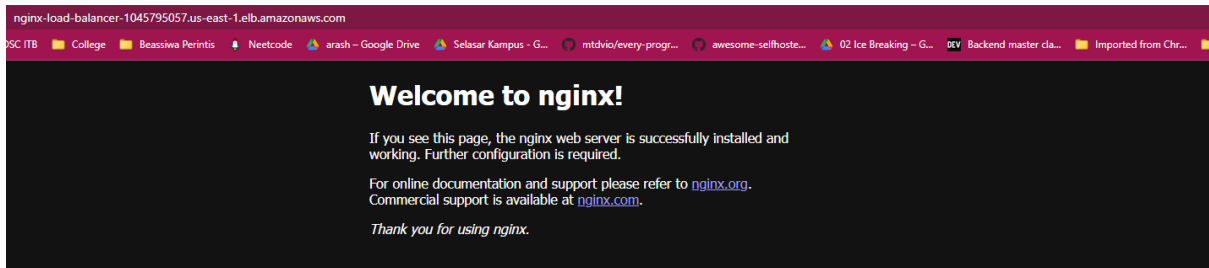 nginx-load-balancer-1045795057.us-east-1.elb.amazonaws.com
DSC ITB College Beassiwa Perintis Neetcode arash – Google Drive Selasar Kampus - G... mtdvio/every-progr... awesome-selfhoste... 02 Ice Breaking – G... DEV Backend master cla... Imported from Chr...
Welcome to nginx!
If you see this page, the nginx web server is successfully installed and
working. Further configuration is required.
For online documentation and support please refer to nginx.org.
Commercial support is available at nginx.com.
Thank you for using nginx.